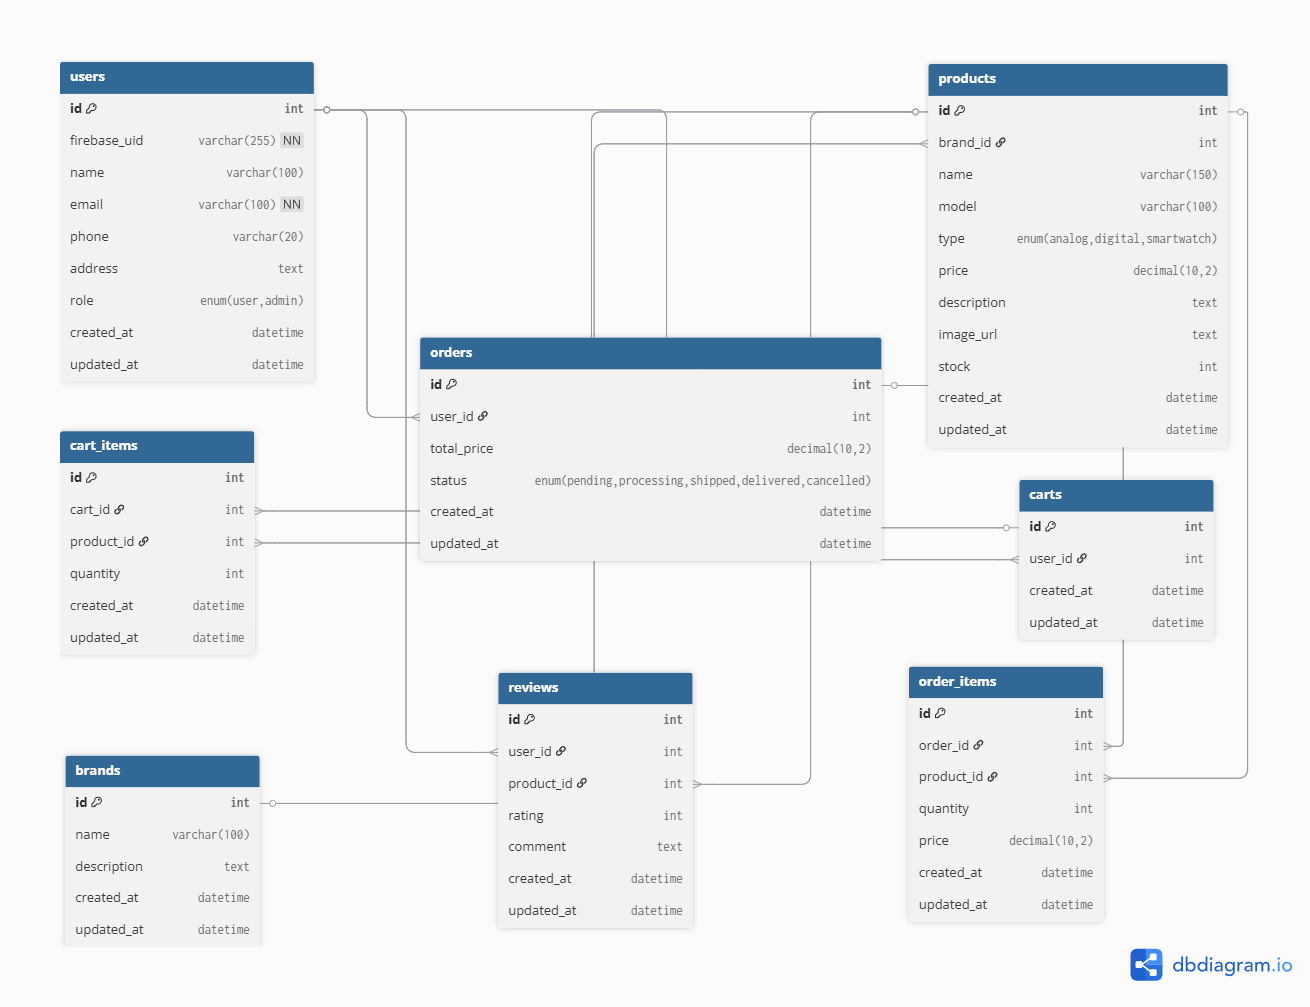 users
id int
firebase_uid varchar(255) NN
name varchar(100)
email varchar(100) NN
phone varchar(20)
address text
role enum(user,admin)
created_at datetime
updated_at datetime
products
id int
brand_id int
name varchar(150)
model varchar(100)
type enum(analog,digital,smartwatch)
price decimal(10,2)
description text
image_url text
stock int
created_at datetime
updated_at datetime
orders
id int
user_id int
total_price decimal(10,2)
status enum(pending,processing,shipped,delivered,cancelled)
created_at datetime
updated_at datetime
cart_items
id int
cart_id int
product_id int
quantity int
created_at datetime
updated_at datetime
carts
id int
user_id int
created_at datetime
updated_at datetime
reviews
id int
user_id int
product_id int
rating int
comment text
created_at datetime
updated_at datetime
order_items
id int
order_id int
product_id int
quantity int
price decimal(10,2)
created_at datetime
updated_at datetime
brands
id int
name varchar(100)
description text
created_at datetime
updated_at datetime
dbdiagram.io